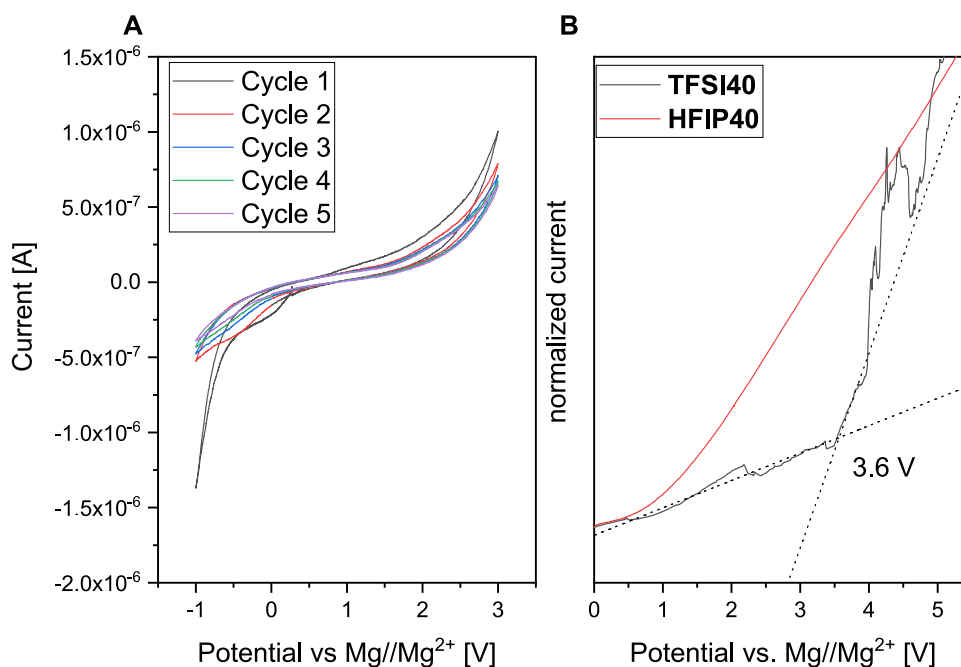 A
1.5x10⁻⁶
1.0x10⁻⁶
5.0x10⁻⁷
0.0
-5.0x10⁻⁷
-1.0x10⁻⁶
-1.5x10⁻⁶
-2.0x10⁻⁶
Current [A]
Cycle 1
Cycle 2
Cycle 3
Cycle 4
Cycle 5
-1 0 1 2 3
Potential vs Mg//Mg²⁺ [V]
B
normalized current
TFSI40
HFIP40
3.6 V
0 1 2 3 4 5
Potential vs. Mg//Mg²⁺ [V]